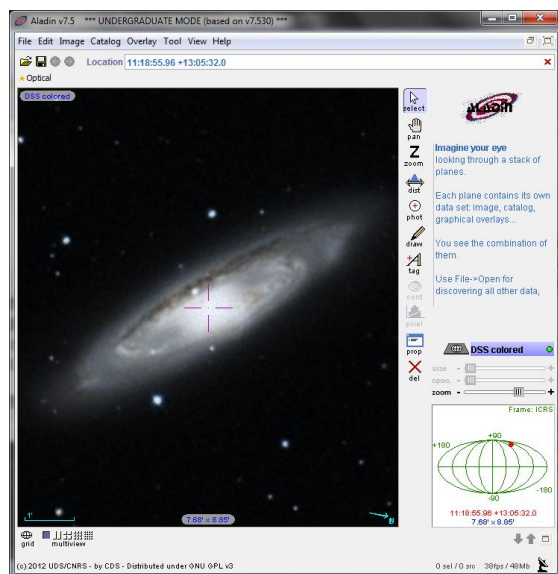 Aladin v7.5 *** UNDERGRADUATE MODE (based on v7.530) ***
File Edit Image Catalog Overlay Tool View Help
Location 11:18:55.96 +13:05:32.0
Optical
DSS colored
select
pan
Z
zoom
dist
phot
draw
tag
cont
pixel
prop
del
Aladin
Imagine your eye
looking through a stack of
planes.
Each plane contains its own
data set: image, catalog,
graphical overlays...
You see the combination of
them.
Use File->Open for
discovering all other data,
DSS colored
size - +
opac. - +
zoom - +
Frame: ICRS
+90
+180
-180
-90
11:18:55.96 +13:05:32.0
7.68' x 8.85'
1'
7.68' x 8.85'
grid
multiview
(c) 2012 UDS/CNRS - by CDS - Distributed under GNU GPL v3
0 sel / 0 src 38fps / 48Mb